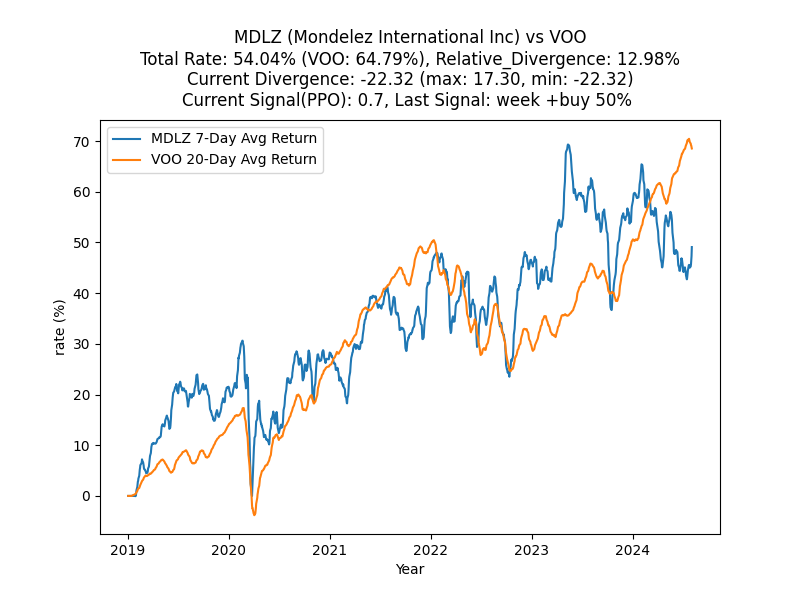 MDLZ (Mondelez International Inc) vs VOO
Total Rate: 54.04% (VOO: 64.79%), Relative_Divergence: 12.98%
Current Divergence: -22.32 (max: 17.30, min: -22.32)
Current Signal(PPO): 0.7, Last Signal: week +buy 50%
MDLZ 7-Day Avg Return
VOO 20-Day Avg Return
70
60
50
40
30
20
10
0
rate (%)
2019 2020 2021 2022 2023 2024
Year